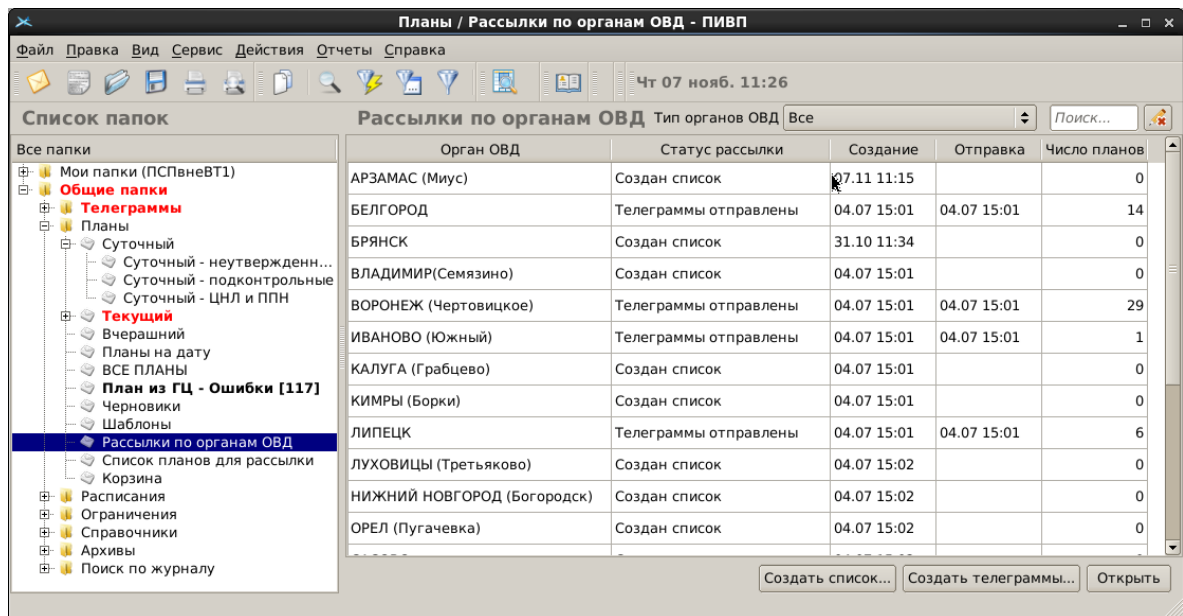 Планы / Рассылки по органам ОВД - ПИВП
Файл Правка Вид Сервис Действия Отчеты Справка
Чт 07 нояб. 11:26
Список папок
Все папки
Мои папки (ПСПвнеВТ1)
Общие папки
Телеграммы
Планы
Суточный
Суточный - неутвержденн...
Суточный - подконтрольные
Суточный - ЦНЛ и ППН
Текущий
Вчерашний
Планы на дату
ВСЕ ПЛАНЫ
План из ГЦ - Ошибки [117]
Черновики
Шаблоны
Рассылки по органам ОВД
Список планов для рассылки
Корзина
Расписания
Ограничения
Справочники
Архивы
Поиск по журналу
Рассылки по органам ОВД Тип органов ОВД Все Поиск...
Орган ОВД Статус рассылки Создание Отправка Число планов
АРЗАМАС (Миус) Создан список 07.11 11:15 0
БЕЛГОРОД Телеграммы отправлены 04.07 15:01 04.07 15:01 14
БРЯНСК Создан список 31.10 11:34 0
ВЛАДИМИР(Семязино) Создан список 04.07 15:01 0
ВОРОНЕЖ (Чертовицкое) Телеграммы отправлены 04.07 15:01 04.07 15:01 29
ИВАНОВО (Южный) Телеграммы отправлены 04.07 15:01 04.07 15:01 1
КАЛУГА (Грабцево) Создан список 04.07 15:01 0
КИМРЫ (Борки) Создан список 04.07 15:01 0
ЛИПЕЦК Телеграммы отправлены 04.07 15:01 04.07 15:01 6
ЛУХОВИЦЫ (Третьяково) Создан список 04.07 15:02 0
НИЖНИЙ НОВГОРОД (Богородск) Создан список 04.07 15:02 0
ОРЕЛ (Пугачевка) Создан список 04.07 15:02 0
Создать список... Создать телеграммы... Открыть